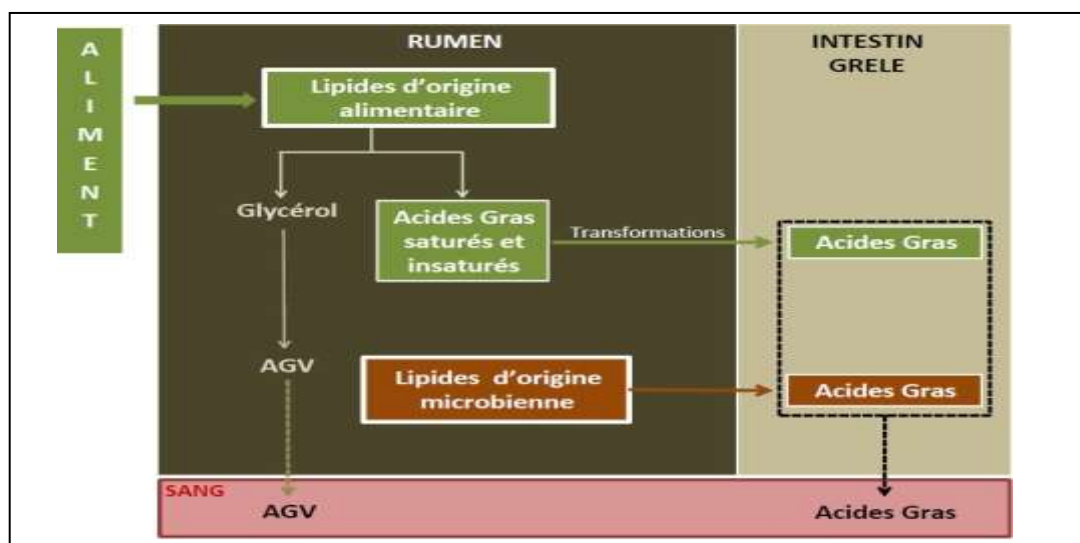 ALIMENT
RUMEN
INTESTIN
GRELE
Lipides d'origine
alimentaire
Glycérol
Acides Gras
saturés et
insaturés
Transformations
Acides Gras
AGV
Lipides d'origine
microbienne
Acides Gras
SANG
AGV
Acides Gras